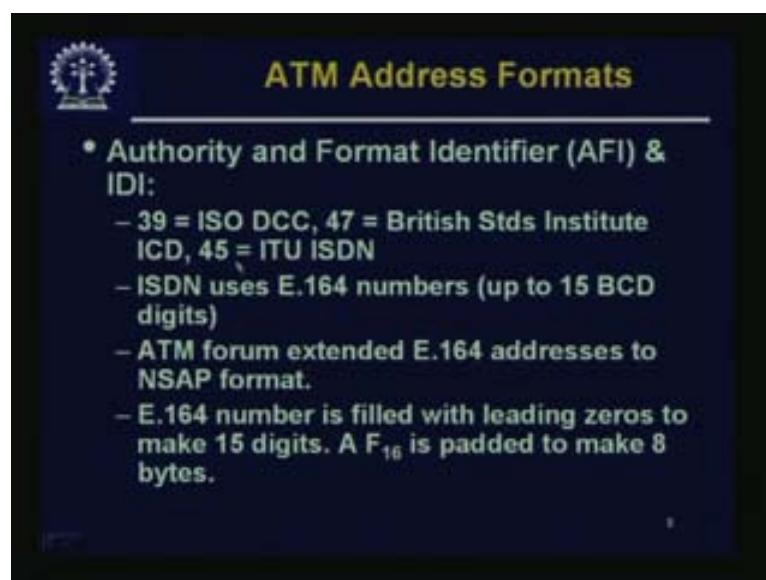 ATM Address Formats
• Authority and Format Identifier (AFI) &
IDI:
– 39 = ISO DCC, 47 = British Stds Institute
ICD, 45 = ITU ISDN
– ISDN uses E.164 numbers (up to 15 BCD
digits)
– ATM forum extended E.164 addresses to
NSAP format.
– E.164 number is filled with leading zeros to
make 15 digits. A F₁₆ is padded to make 8
bytes.